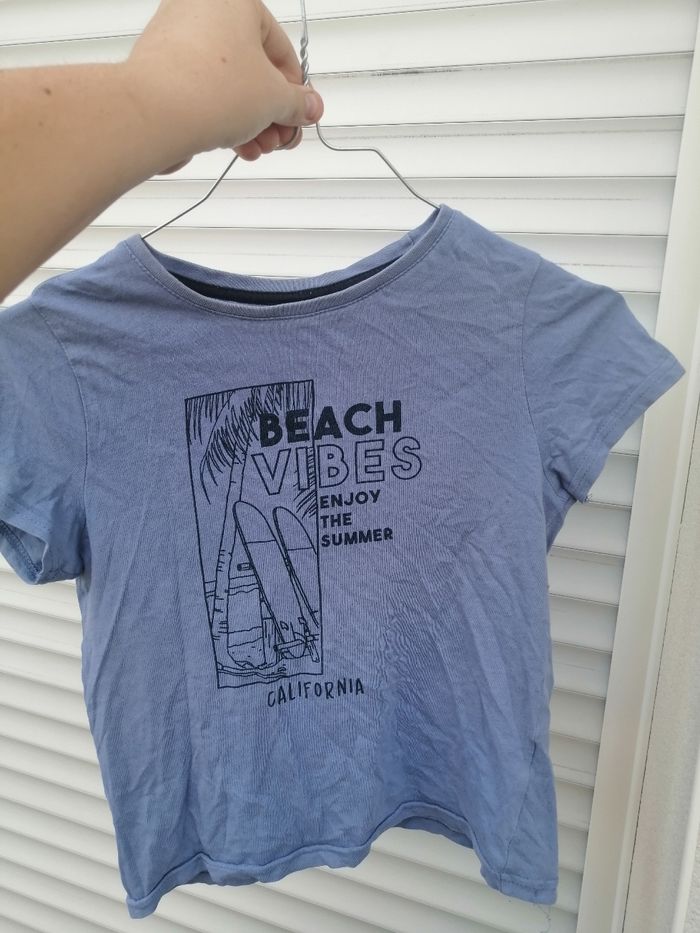 BEACH
VIBES
ENJOY
THE
SUMMER
CALIFORNIA